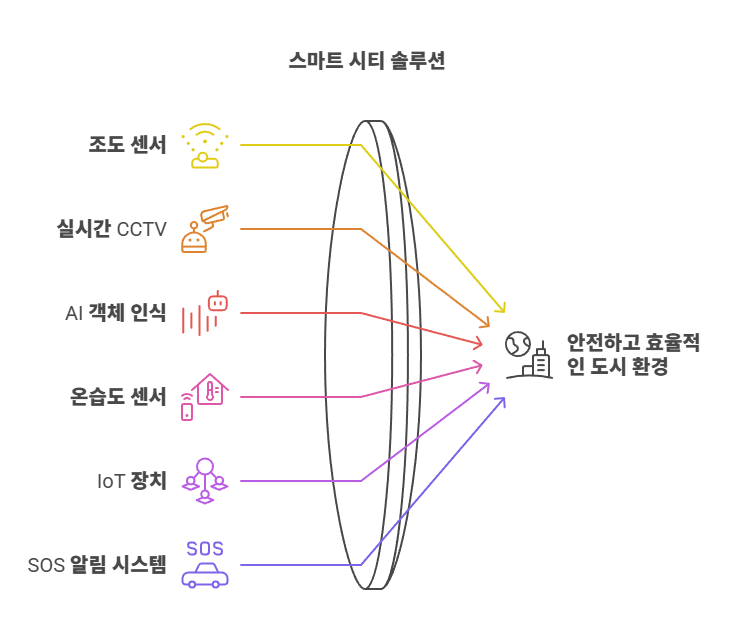 스마트 시티 솔루션
조도 센서
실시간 CCTV
AI 객체 인식
온습도 센서
IoT 장치
SOS 알림 시스템
SOS
안전하고 효율적
인 도시 환경